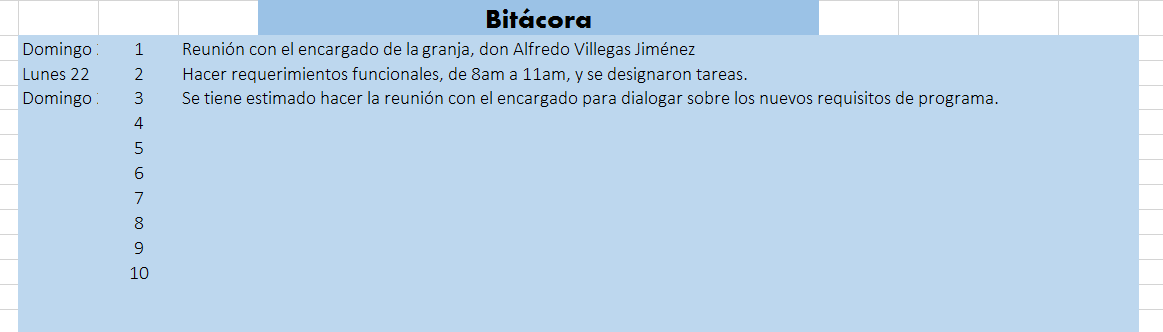 Bitácora
Domingo 1 Reunión con el encargado de la granja, don Alfredo Villegas Jiménez
Lunes 22 2 Hacer requerimientos funcionales, de 8am a 11am, y se designaron tareas.
Domingo 3 Se tiene estimado hacer la reunión con el encargado para dialogar sobre los nuevos requisitos de programa.
4
5
6
7
8
9
10